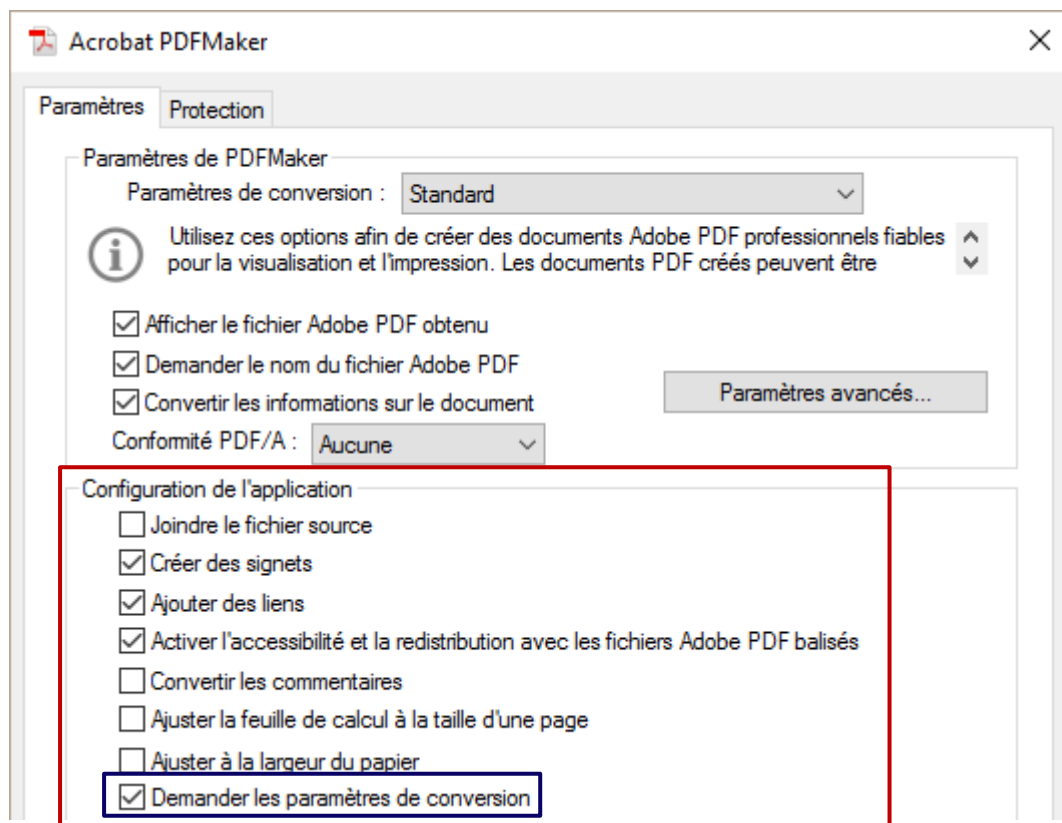 Acrobat PDFMaker
Paramètres
Protection
Paramètres de PDFMaker
Paramètres de conversion : Standard
Utilisez ces options afin de créer des documents Adobe PDF professionnels fiables
pour la visualisation et l'impression. Les documents PDF créés peuvent être
Afficher le fichier Adobe PDF obtenu
Demander le nom du fichier Adobe PDF
Convertir les informations sur le document
Paramètres avancés...
Conformité PDF/A : Aucune
Configuration de l'application
Joindre le fichier source
Créer des signets
Ajouter des liens
Activer l'accessibilité et la redistribution avec les fichiers Adobe PDF balisés
Convertir les commentaires
Ajuster la feuille de calcul à la taille d'une page
Ajuster à la largeur du papier
Demander les paramètres de conversion